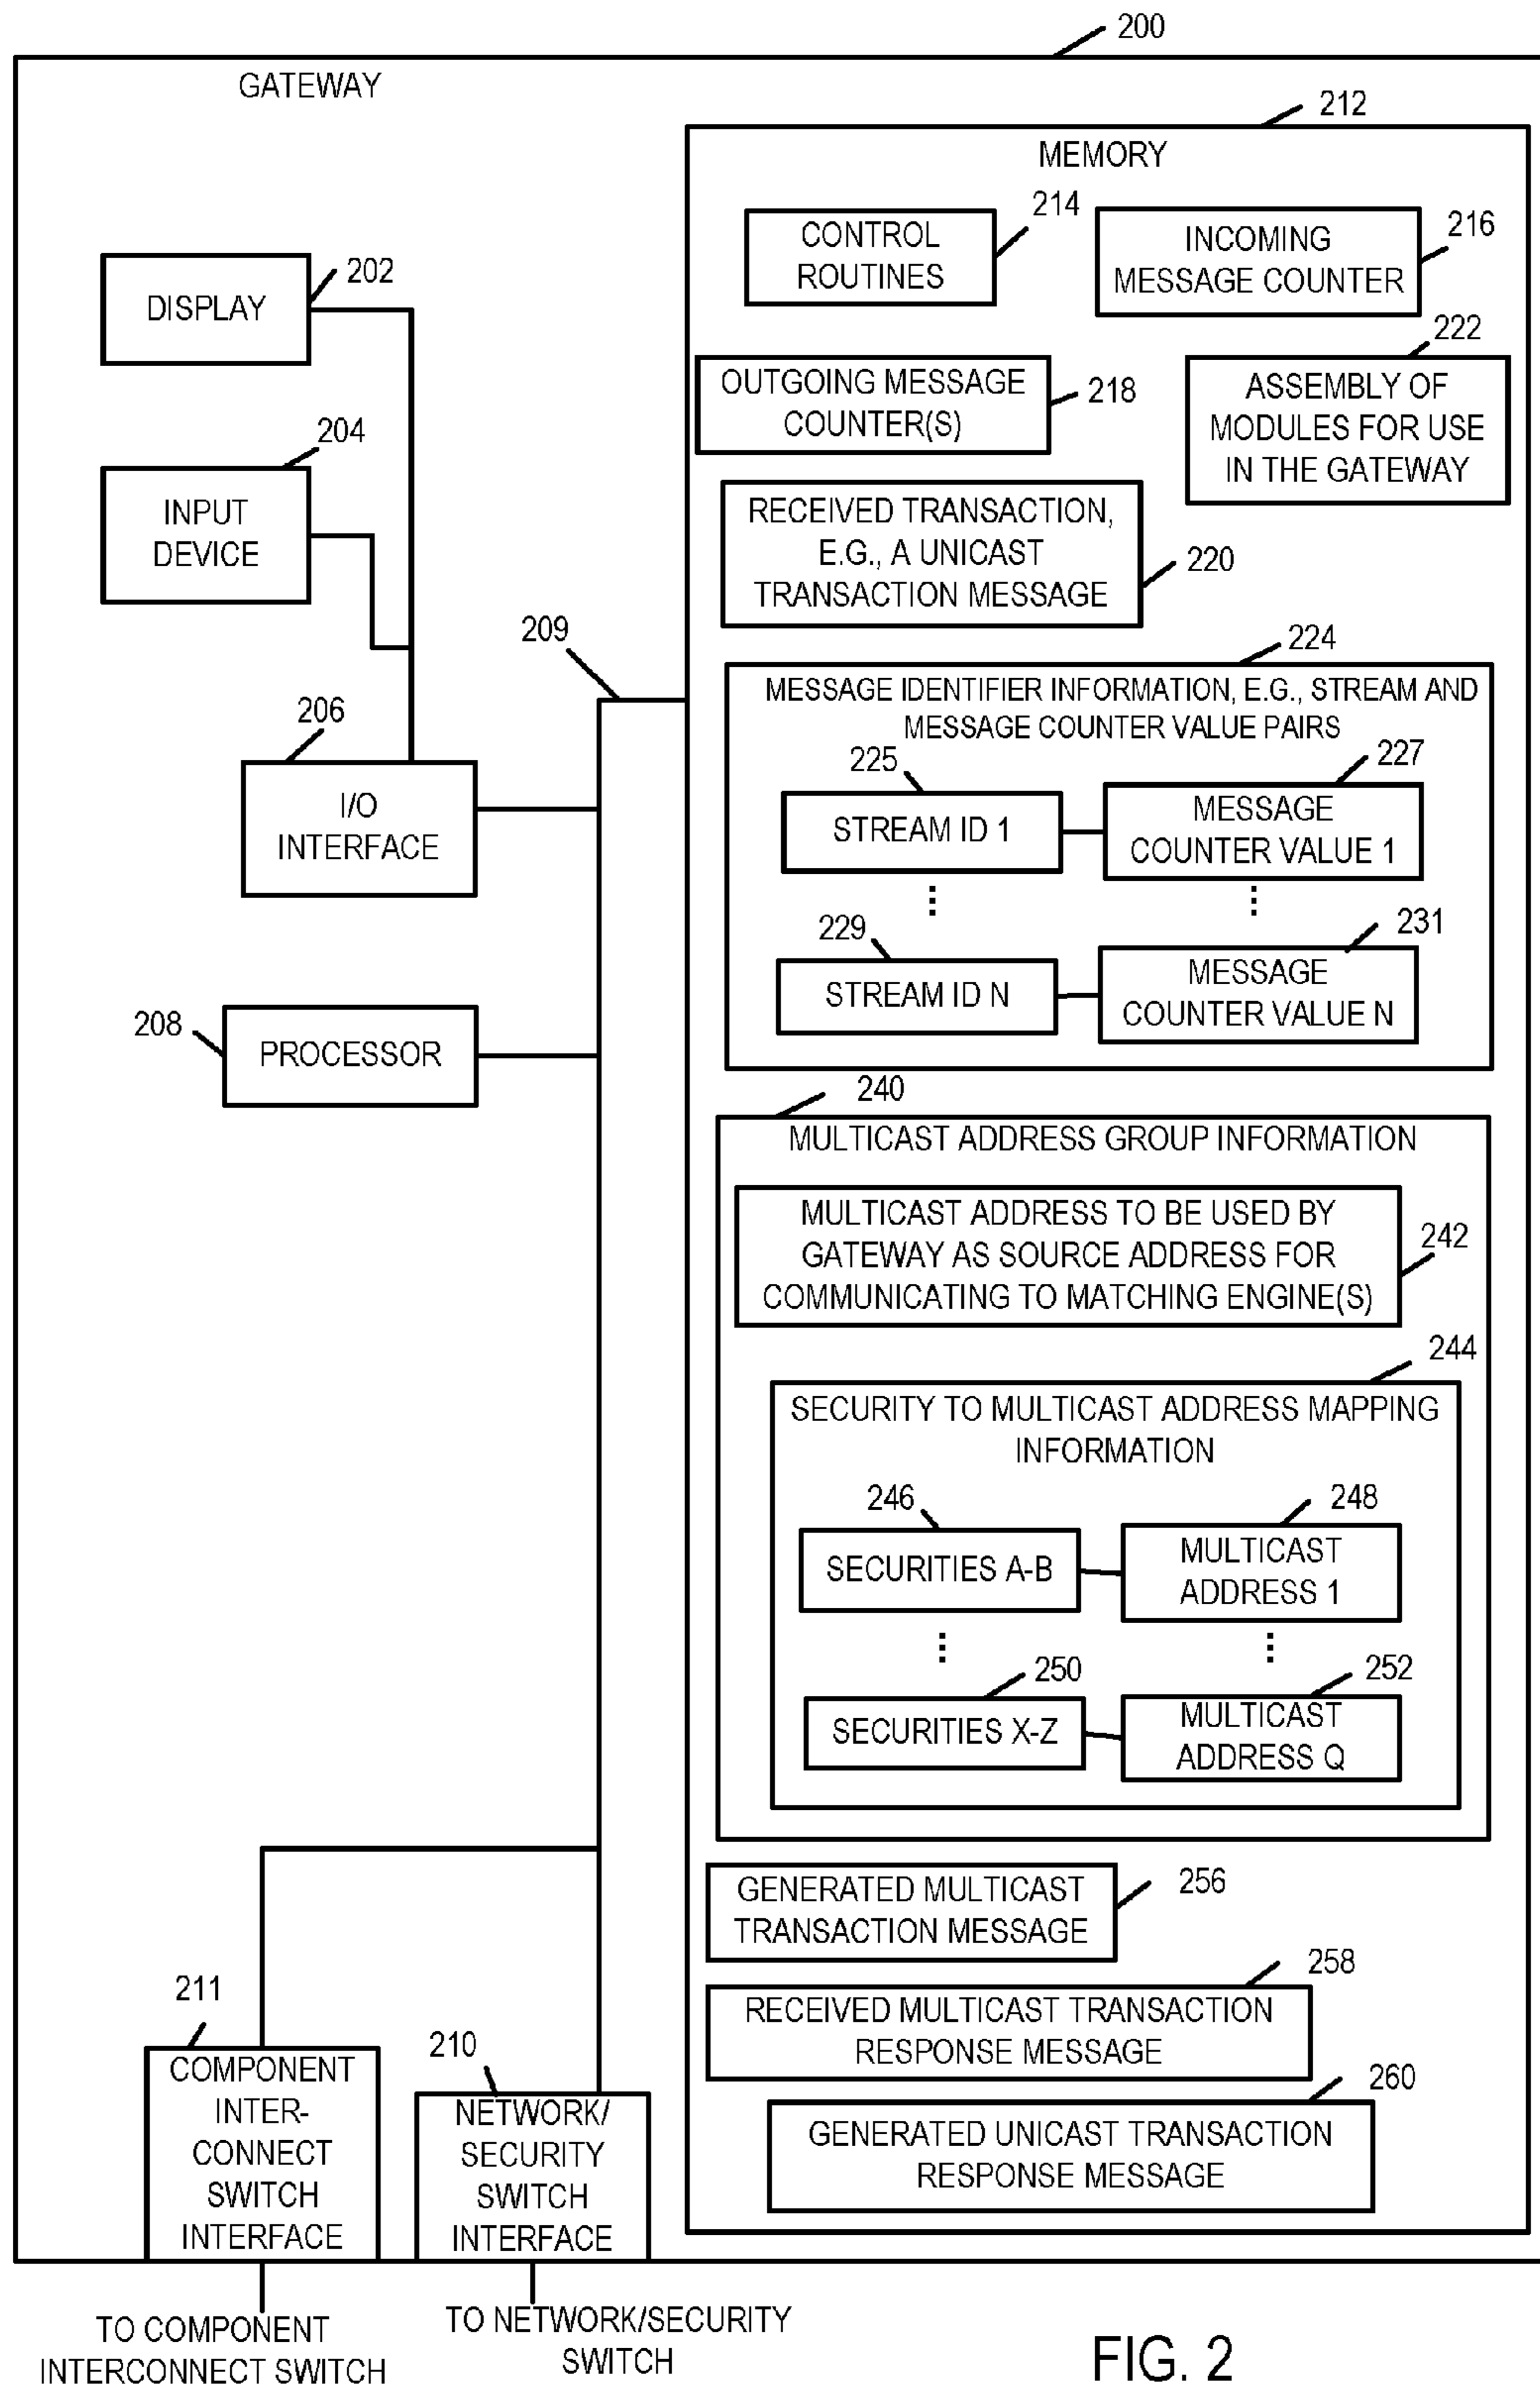 200
GATEWAY
212
MEMORY
214
CONTROL
ROUTINES
216
INCOMING
MESSAGE COUNTER
202
DISPLAY
222
OUTGOING MESSAGE
COUNTER(S)
218
ASSEMBLY OF
MODULES FOR USE
IN THE GATEWAY
204
INPUT
DEVICE
RECEIVED TRANSACTION,
E.G., A UNICAST
TRANSACTION MESSAGE
220
209
224
MESSAGE IDENTIFIER INFORMATION, E.G., STREAM AND
MESSAGE COUNTER VALUE PAIRS
206
I/O
INTERFACE
225
STREAM ID 1
227
MESSAGE
COUNTER VALUE 1
229
STREAM ID N
231
MESSAGE
COUNTER VALUE N
208
PROCESSOR
240
MULTICAST ADDRESS GROUP INFORMATION
MULTICAST ADDRESS TO BE USED BY
GATEWAY AS SOURCE ADDRESS FOR
COMMUNICATING TO MATCHING ENGINE(S)
242
244
SECURITY TO MULTICAST ADDRESS MAPPING
INFORMATION
246
SECURITIES A-B
248
MULTICAST
ADDRESS 1
250
SECURITIES X-Z
252
MULTICAST
ADDRESS Q
GENERATED MULTICAST
TRANSACTION MESSAGE
256
258
RECEIVED MULTICAST TRANSACTION
RESPONSE MESSAGE
260
GENERATED UNICAST TRANSACTION
RESPONSE MESSAGE
211
COMPONENT
INTER-
CONNECT
SWITCH
INTERFACE
210
NETWORK/
SECURITY
SWITCH
INTERFACE
TO COMPONENT
INTERCONNECT SWITCH
TO NETWORK/SECURITY
SWITCH
FIG. 2